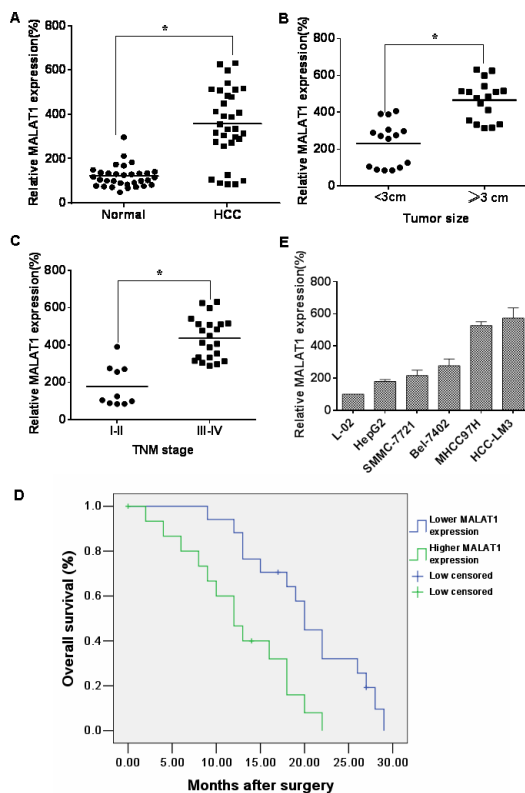 A
Relative MALAT1 expression(%)
800
600
400
200
0
*
Normal
HCC
B
Relative MALAT1 expression(%)
800
600
400
200
0
*
<3cm
⩾3 cm
Tumor size
C
Relative MALAT1 expression(%)
800
600
400
200
0
*
I-II
III-IV
TNM stage
E
Relative MALAT1 expression(%)
800
600
400
200
0
L-02
HepG2
SMMC-7721
Bel-7402
MHCC97H
HCC-LM3
D
Overall survival (%)
1.0
0.8
0.6
0.4
0.2
0.0
0.00
5.00
10.00
15.00
20.00
25.00
30.00
Months after surgery
Lower MALAT1
expression
Higher MALAT1
expression
Low censored
Low censored